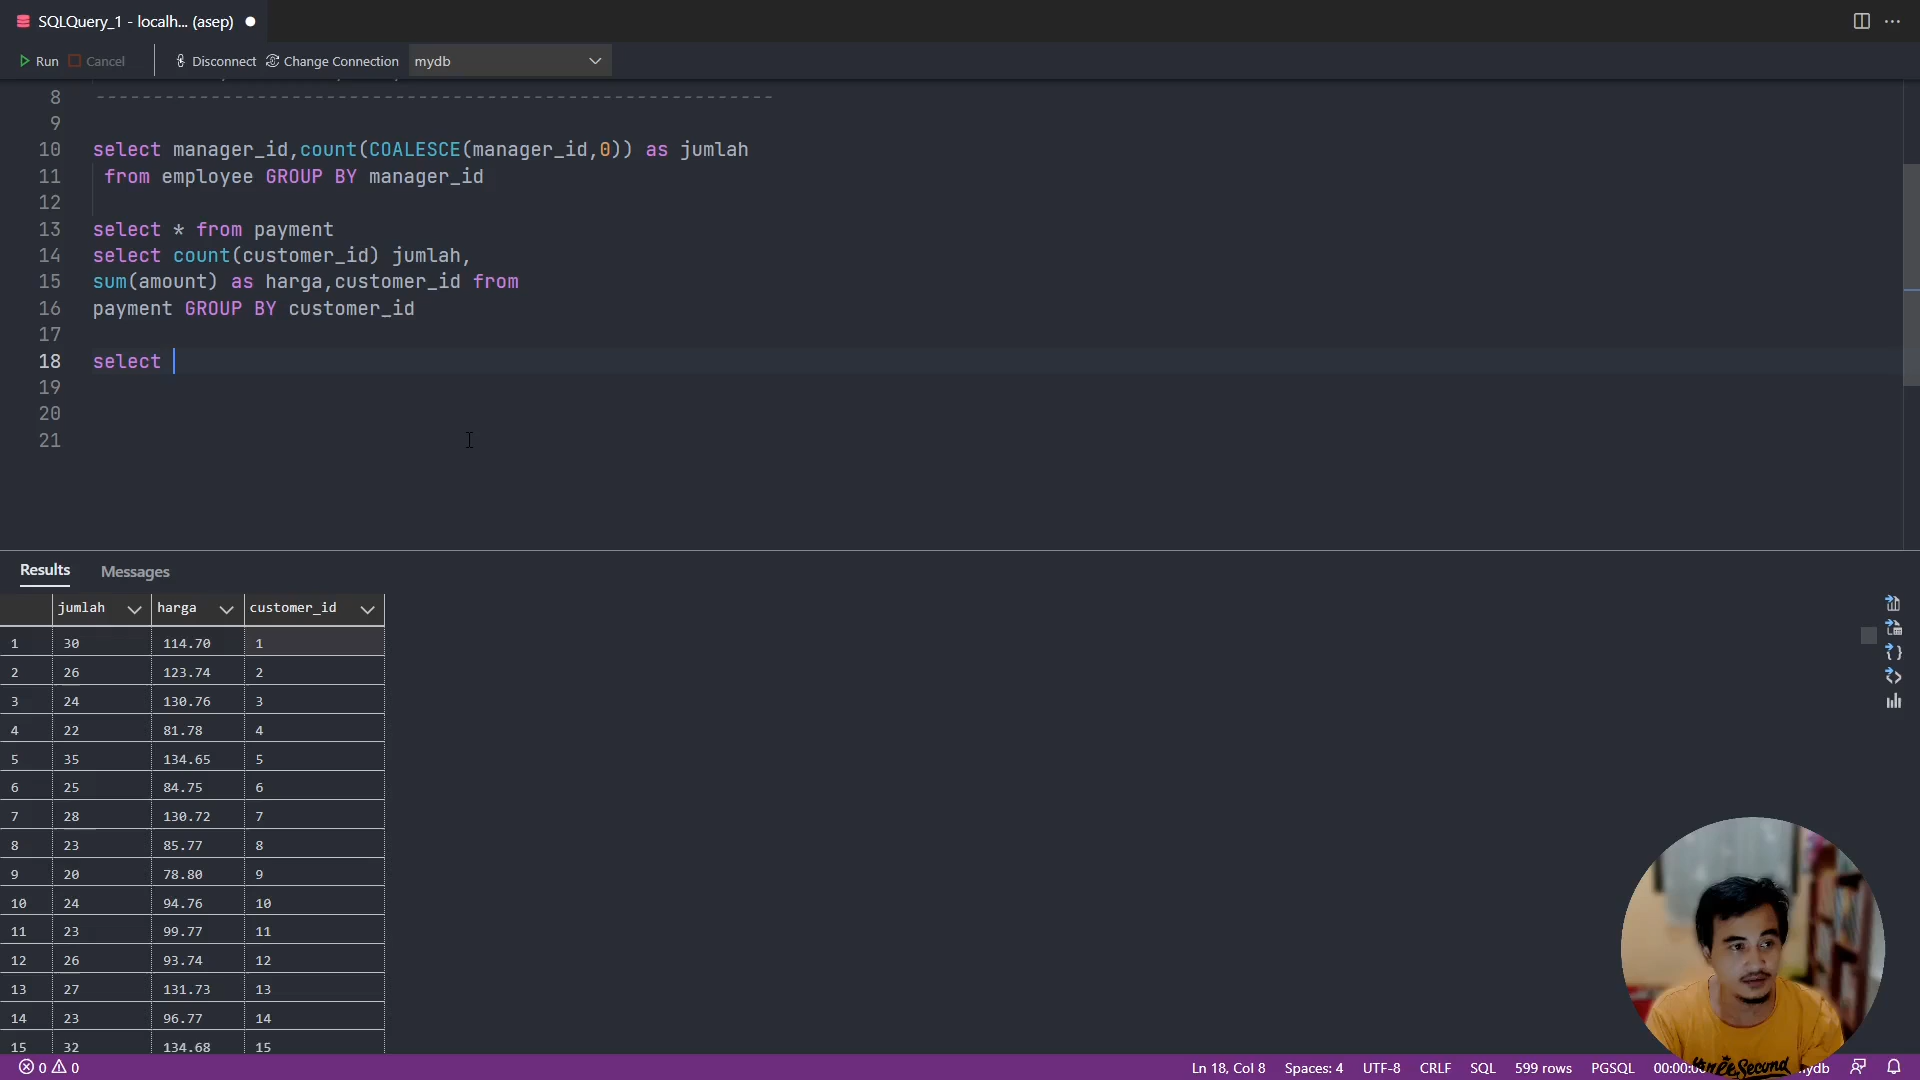 SQLQuery_1 - localh... (asep)
Run Cancel Disconnect Change Connection mydb
8 ----------------------------------------------------------
9
10 select manager_id,count(COALESCE(manager_id,0)) as jumlah
11 from employee GROUP BY manager_id
12
13 select * from payment
14 select count(customer_id) jumlah,
15 sum(amount) as harga,customer_id from
16 payment GROUP BY customer_id
17
18 select
19
20
21
Results Messages
jumlah harga customer_id
1 30 114.70 1
2 26 123.74 2
3 24 130.76 3
4 22 81.78 4
5 35 134.65 5
6 25 84.75 6
7 28 130.72 7
8 23 85.77 8
9 20 78.80 9
10 24 94.76 10
11 23 99.77 11
12 26 93.74 12
13 27 131.73 13
14 23 96.77 14
15 32 134.68 15
Second
0 0 Ln 18, Col 8 Spaces: 4 UTF-8 CRLF SQL 599 rows PGSQL 00:00:0